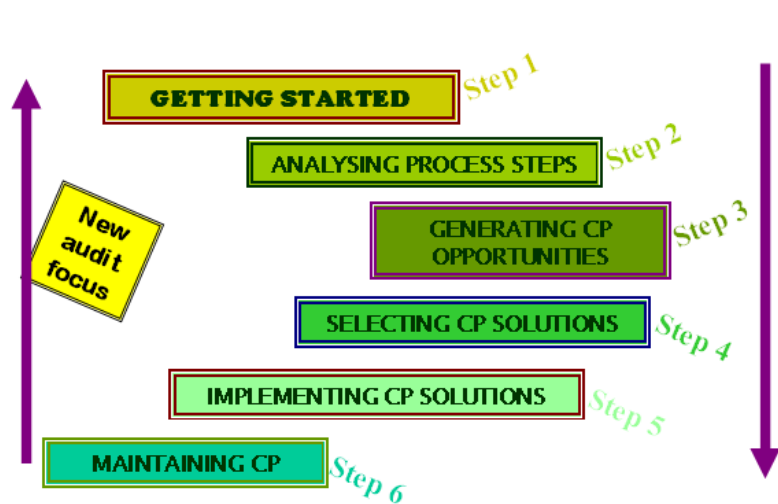 GETTING STARTED
Step 1
ANALYSING PROCESS STEPS
Step 2
New
audit
focus
GENERATING CP
OPPORTUNITIES
Step 3
SELECTING CP SOLUTIONS
Step 4
IMPLEMENTING CP SOLUTIONS
Step 5
MAINTAINING CP
Step 6